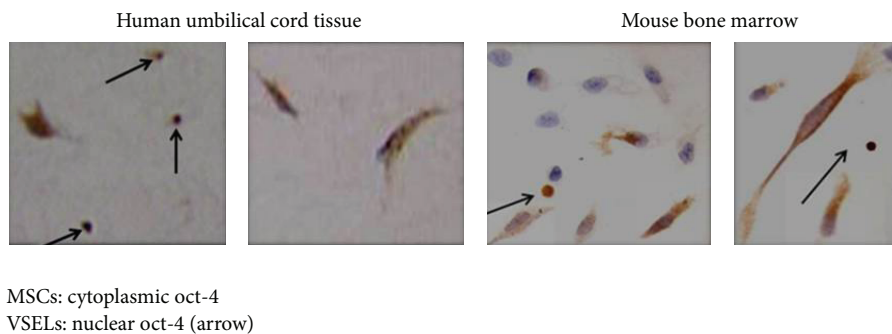 Human umbilical cord tissue
Mouse bone marrow
MSCs: cytoplasmic oct-4
VSELs: nuclear oct-4 (arrow)